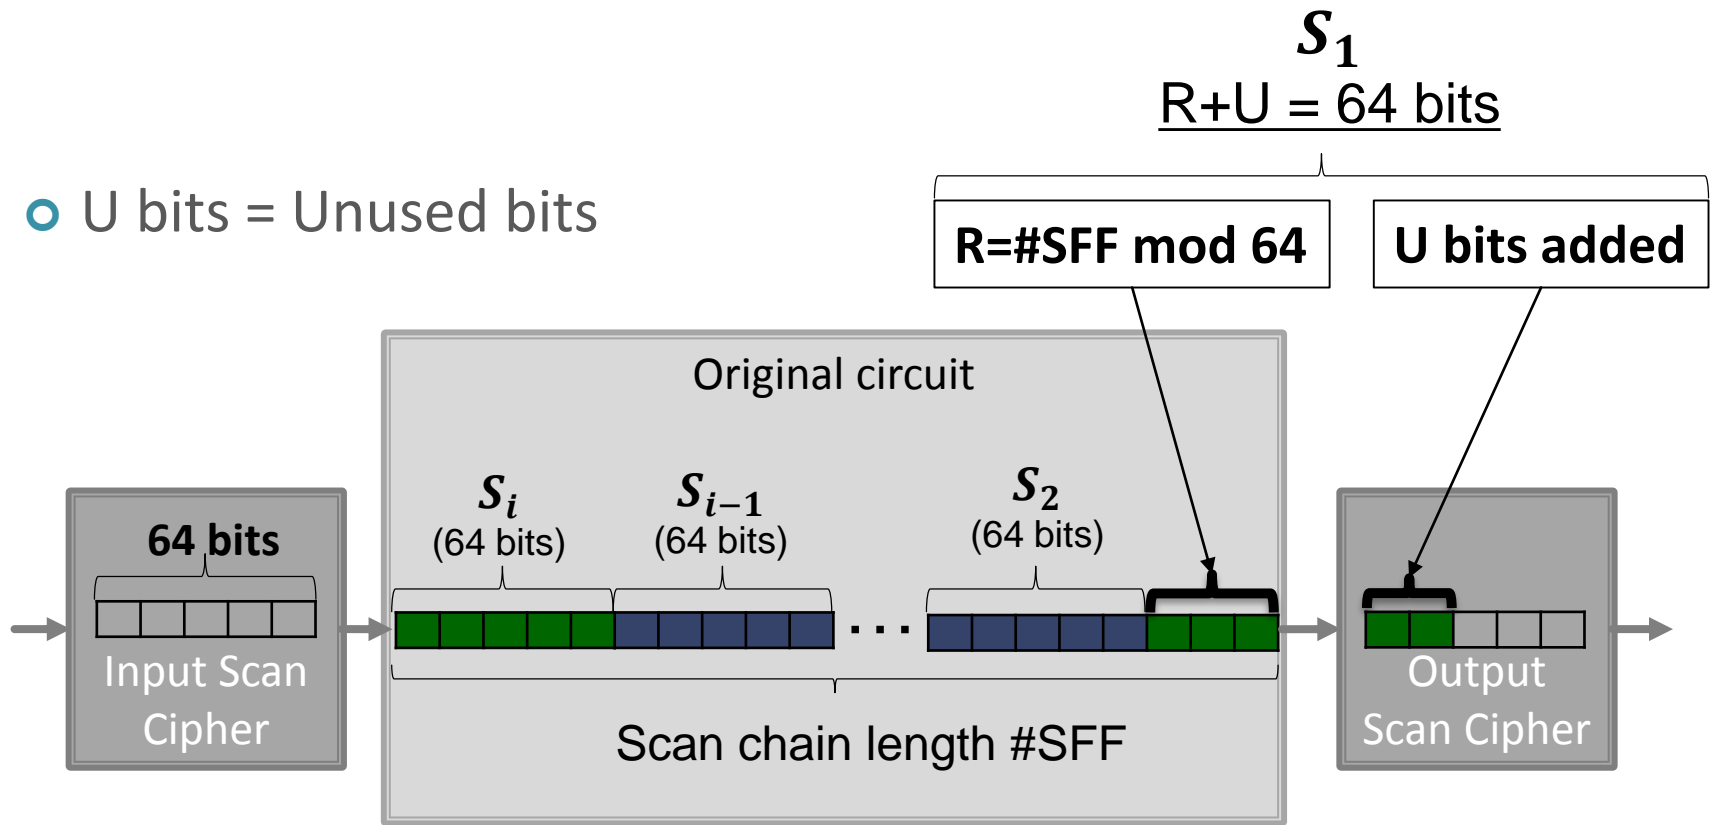 S₁
R+U = 64 bits
U bits = Unused bits
R=#SFF mod 64
U bits added
Original circuit
Sᵢ
(64 bits)
Sᵢ₋₁
(64 bits)
S₂
(64 bits)
64 bits
...
Input Scan
Cipher
Output
Scan Cipher
Scan chain length #SFF